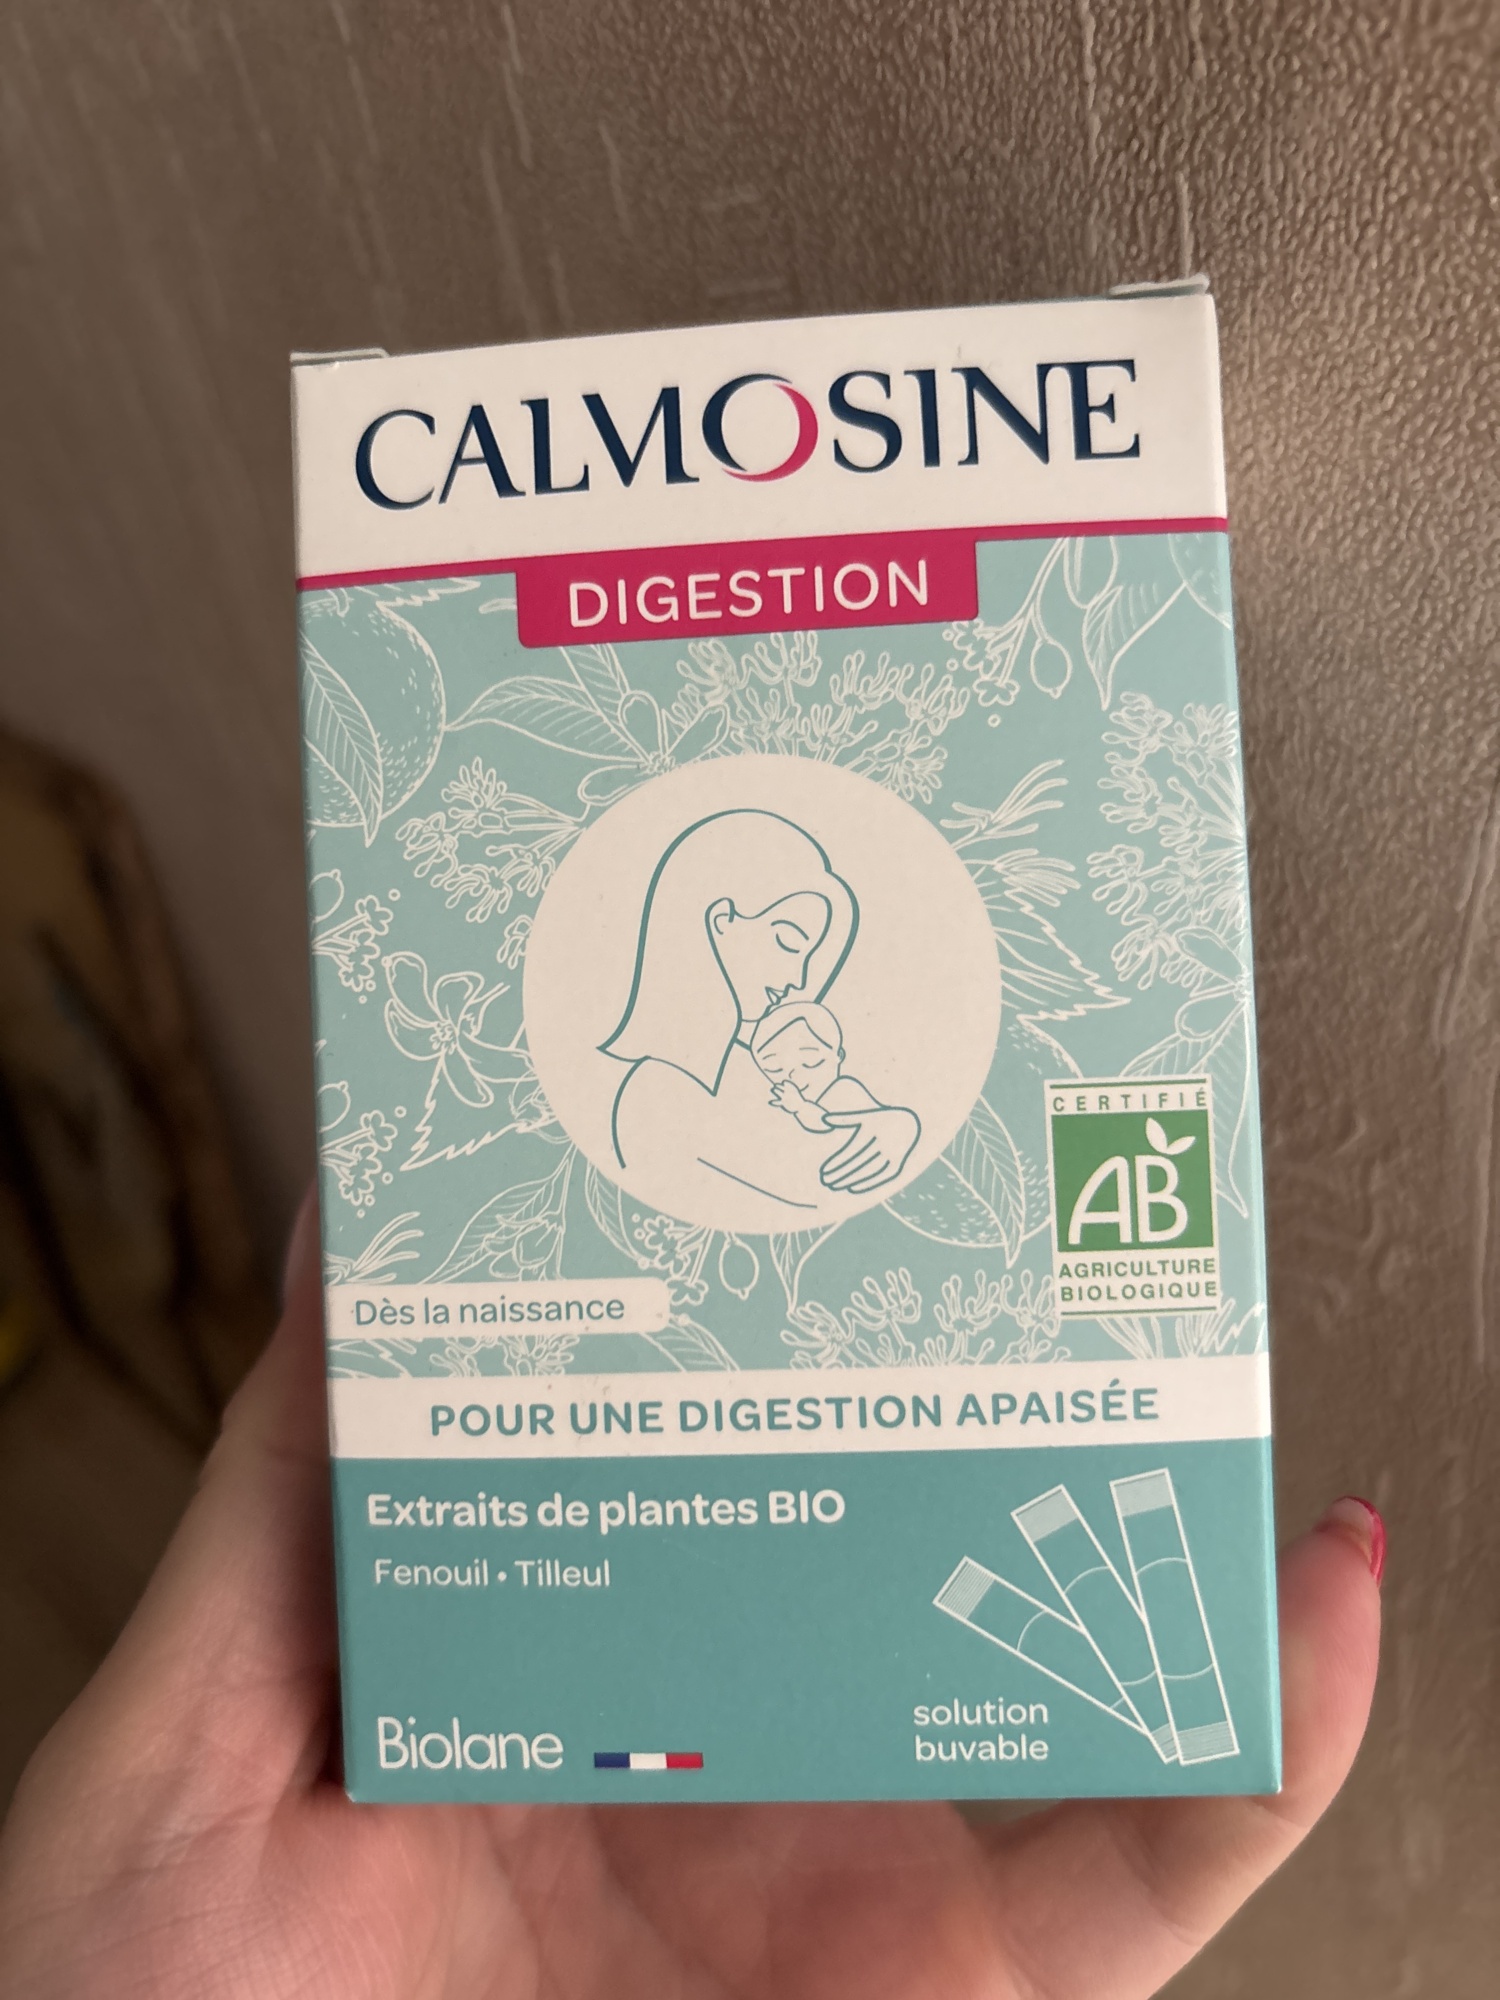 CALMOSINE
DIGESTION
CERTIFIÉ
AB
AGRICULTURE
BIOLOGIQUE
Dès la naissance
POUR UNE DIGESTION APAISÉE
Extraits de plantes BIO
Fenouil • Tilleul
solution
buvable
Biolane